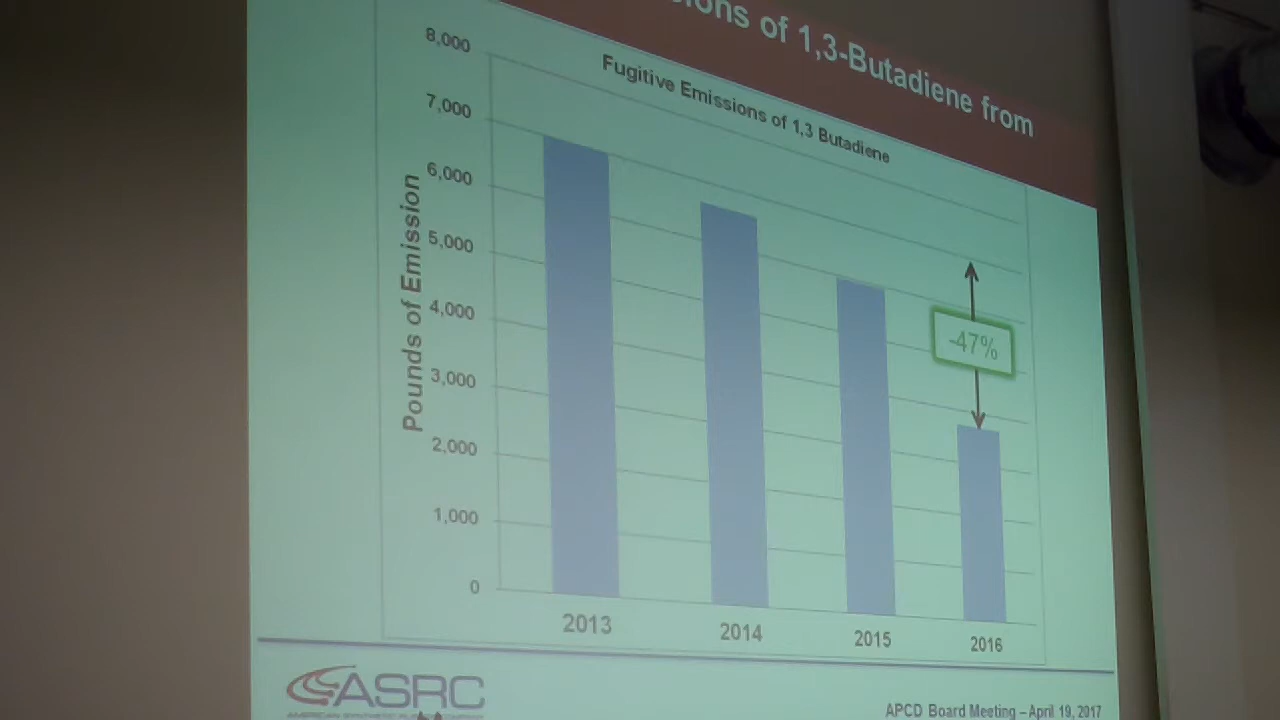 of 1,3-Butadiene from
Fugitive Emissions of 1,3 Butadiene
Pounds of Emission
8,000
7,000
6,000
5,000
4,000
3,000
2,000
1,000
0
-47%
2013
2014
2015
2016
ASRC
APCD Board Meeting – April 19, 2017